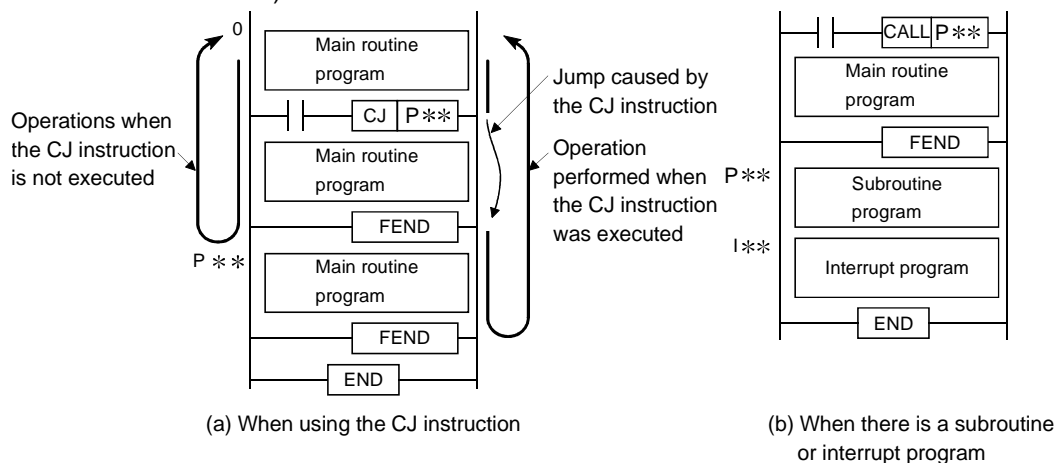 )
0
Main routine
program
CJ P**
Main routine
program
FEND
P **
Main routine
program
FEND
END
Operations when
the CJ instruction
is not executed
Jump caused by
the CJ instruction
Operation
performed when
the CJ instruction
was executed
(a) When using the CJ instruction
CALL P**
Main routine
program
FEND
P**
Subroutine
program
I**
Interrupt program
END
(b) When there is a subroutine
or interrupt program